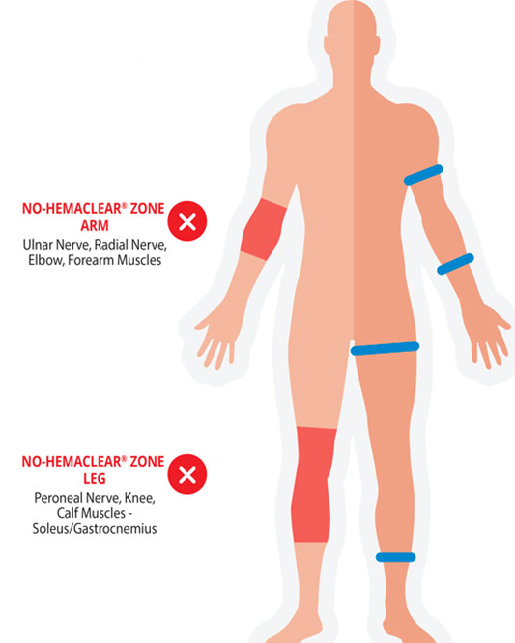 NO-HEMACLEAR® ZONE
ARM
Ulnar Nerve, Radial Nerve,
Elbow, Forearm Muscles
NO-HEMACLEAR® ZONE
LEG
Peroneal Nerve, Knee,
Calf Muscles -
Soleus/Gastrocnemius